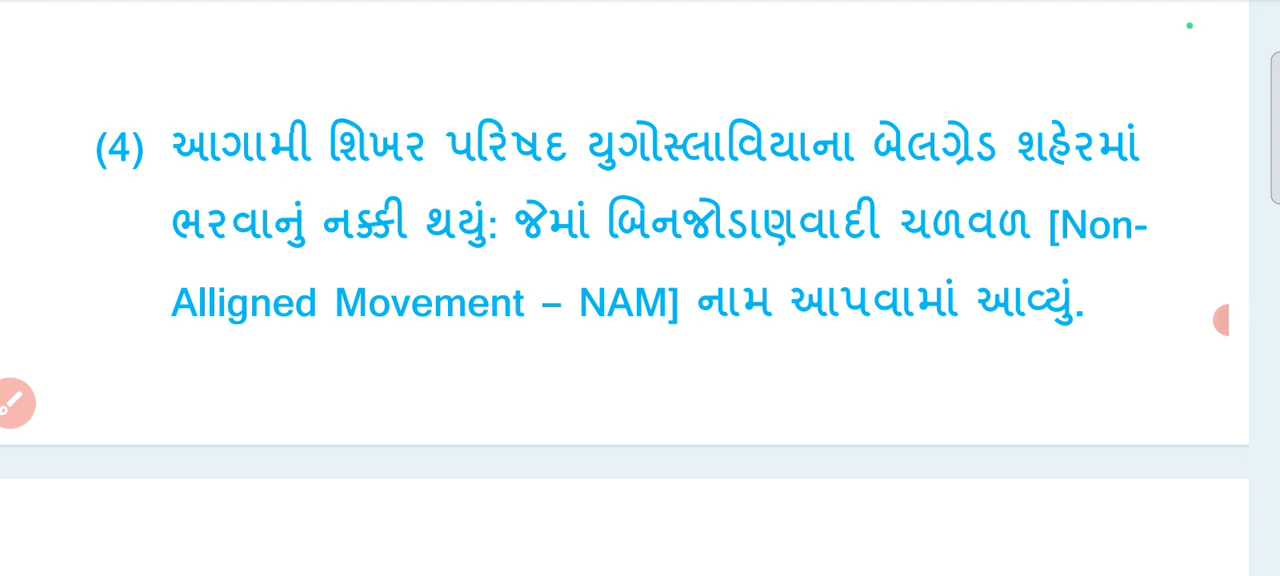 (4) આગામી શિખર પરિષદ યુગોસ્લાવિયાના બેલગ્રેડ શહેરમાં
ભરવાનું નક્કી થયું: જેમાં બિનજોડાણવાદી ચળવળ [Non-
Alligned Movement – NAM] નામ આપવામાં આવ્યું.